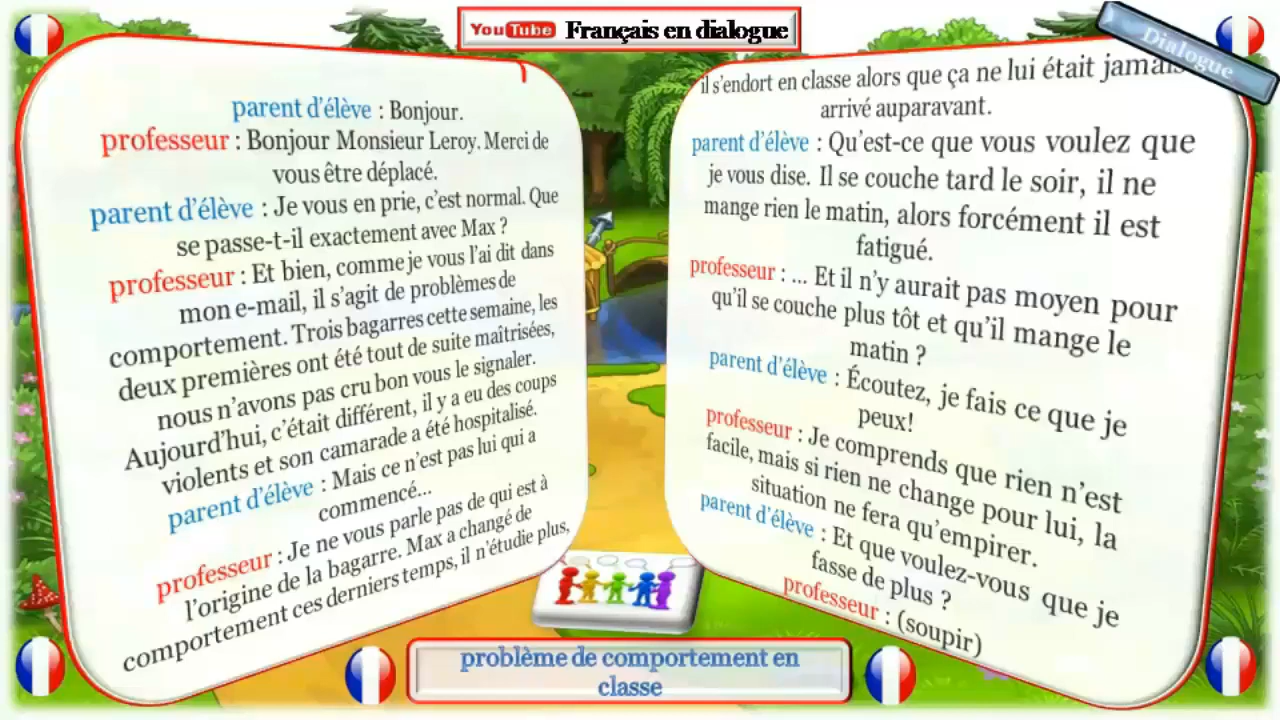 YouTube Français en dialogue
Dialogue
parent d'élève : Bonjour.
professeur : Bonjour Monsieur Leroy. Merci de
vous être déplacé.
parent d'élève : Je vous en prie, c'est normal. Que
se passe-t-il exactement avec Max ?
professeur : Et bien, comme je vous l'ai dit dans
mon e-mail, il s'agit de problèmes de
comportement. Trois bagarres cette semaine, les
deux premières ont été tout de suite maîtrisées,
nous n'avons pas cru bon vous le signaler.
Aujourd'hui, c'était différent, il y a eu des coups
violents et son camarade a été hospitalisé.
parent d'élève : Mais ce n'est pas lui qui a
commencé...
professeur : Je ne vous parle pas de qui est à
l'origine de la bagarre. Max a changé de
comportement ces derniers temps, il n'étudie plus,
il s'endort en classe alors que ça ne lui était jamais
arrivé auparavant.
parent d'élève : Qu'est-ce que vous voulez que
je vous dise. Il se couche tard le soir, il ne
mange rien le matin, alors forcément il est
fatigué.
professeur : ... Et il n'y aurait pas moyen pour
qu'il se couche plus tôt et qu'il mange le
matin ?
parent d'élève : Écoutez, je fais ce que je
peux!
professeur : Je comprends que rien n'est
facile, mais si rien ne change pour lui, la
situation ne fera qu'empirer.
parent d'élève : Et que voulez-vous que je
fasse de plus ?
professeur : (soupir)
problème de comportement en
classe